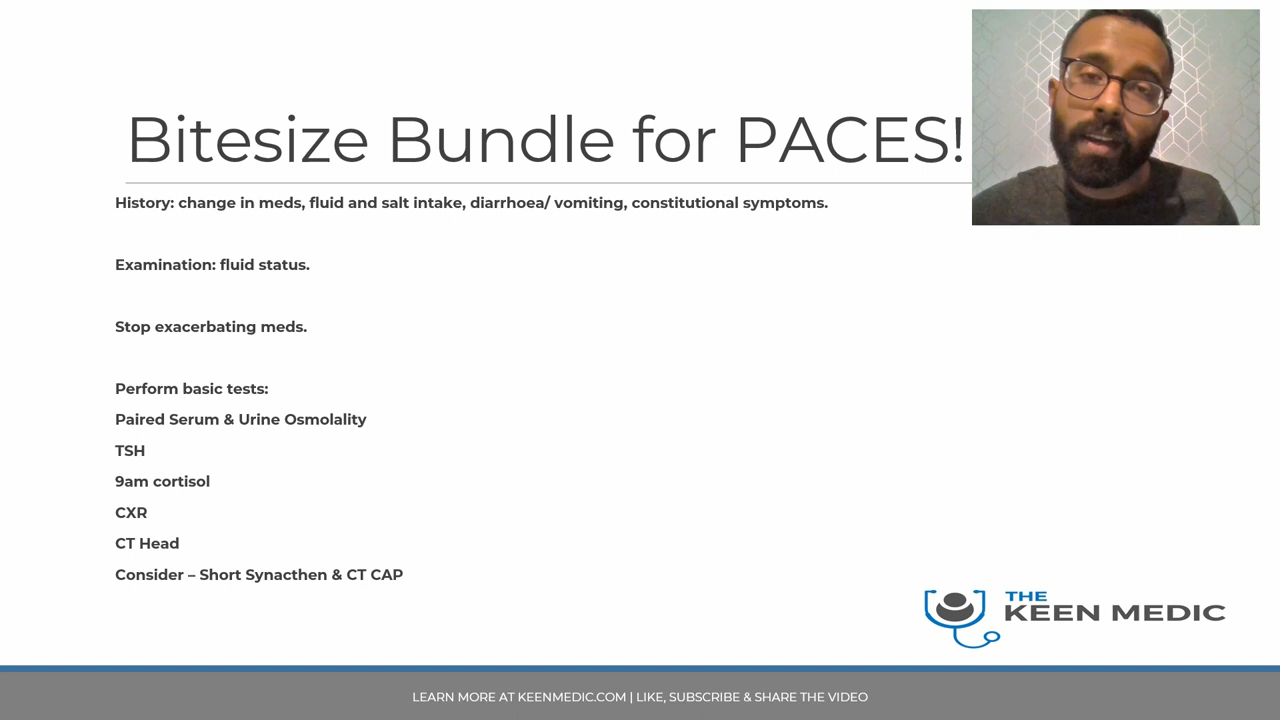 Bitesize Bundle for PACES!
History: change in meds, fluid and salt intake, diarrhoea/ vomiting, constitutional symptoms.
Examination: fluid status.
Stop exacerbating meds.
Perform basic tests:
Paired Serum & Urine Osmolality
TSH
9am cortisol
CXR
CT Head
Consider – Short Synacthen & CT CAP
THE
KEEN MEDIC
LEARN MORE AT KEENMEDIC.COM | LIKE, SUBSCRIBE & SHARE THE VIDEO